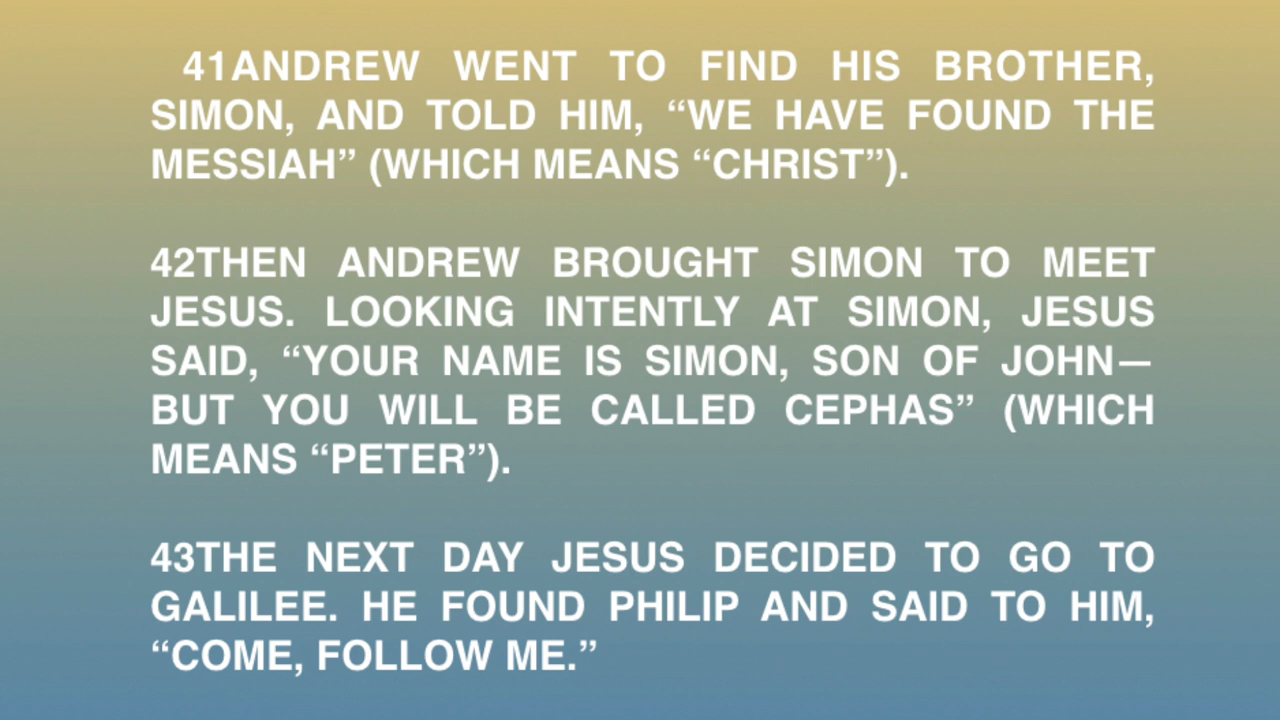 41ANDREW WENT TO FIND HIS BROTHER,
SIMON, AND TOLD HIM, “WE HAVE FOUND THE
MESSIAH” (WHICH MEANS “CHRIST”).
42THEN ANDREW BROUGHT SIMON TO MEET
JESUS. LOOKING INTENTLY AT SIMON, JESUS
SAID, “YOUR NAME IS SIMON, SON OF JOHN—
BUT YOU WILL BE CALLED CEPHAS” (WHICH
MEANS “PETER”).
43THE NEXT DAY JESUS DECIDED TO GO TO
GALILEE. HE FOUND PHILIP AND SAID TO HIM,
“COME, FOLLOW ME.”